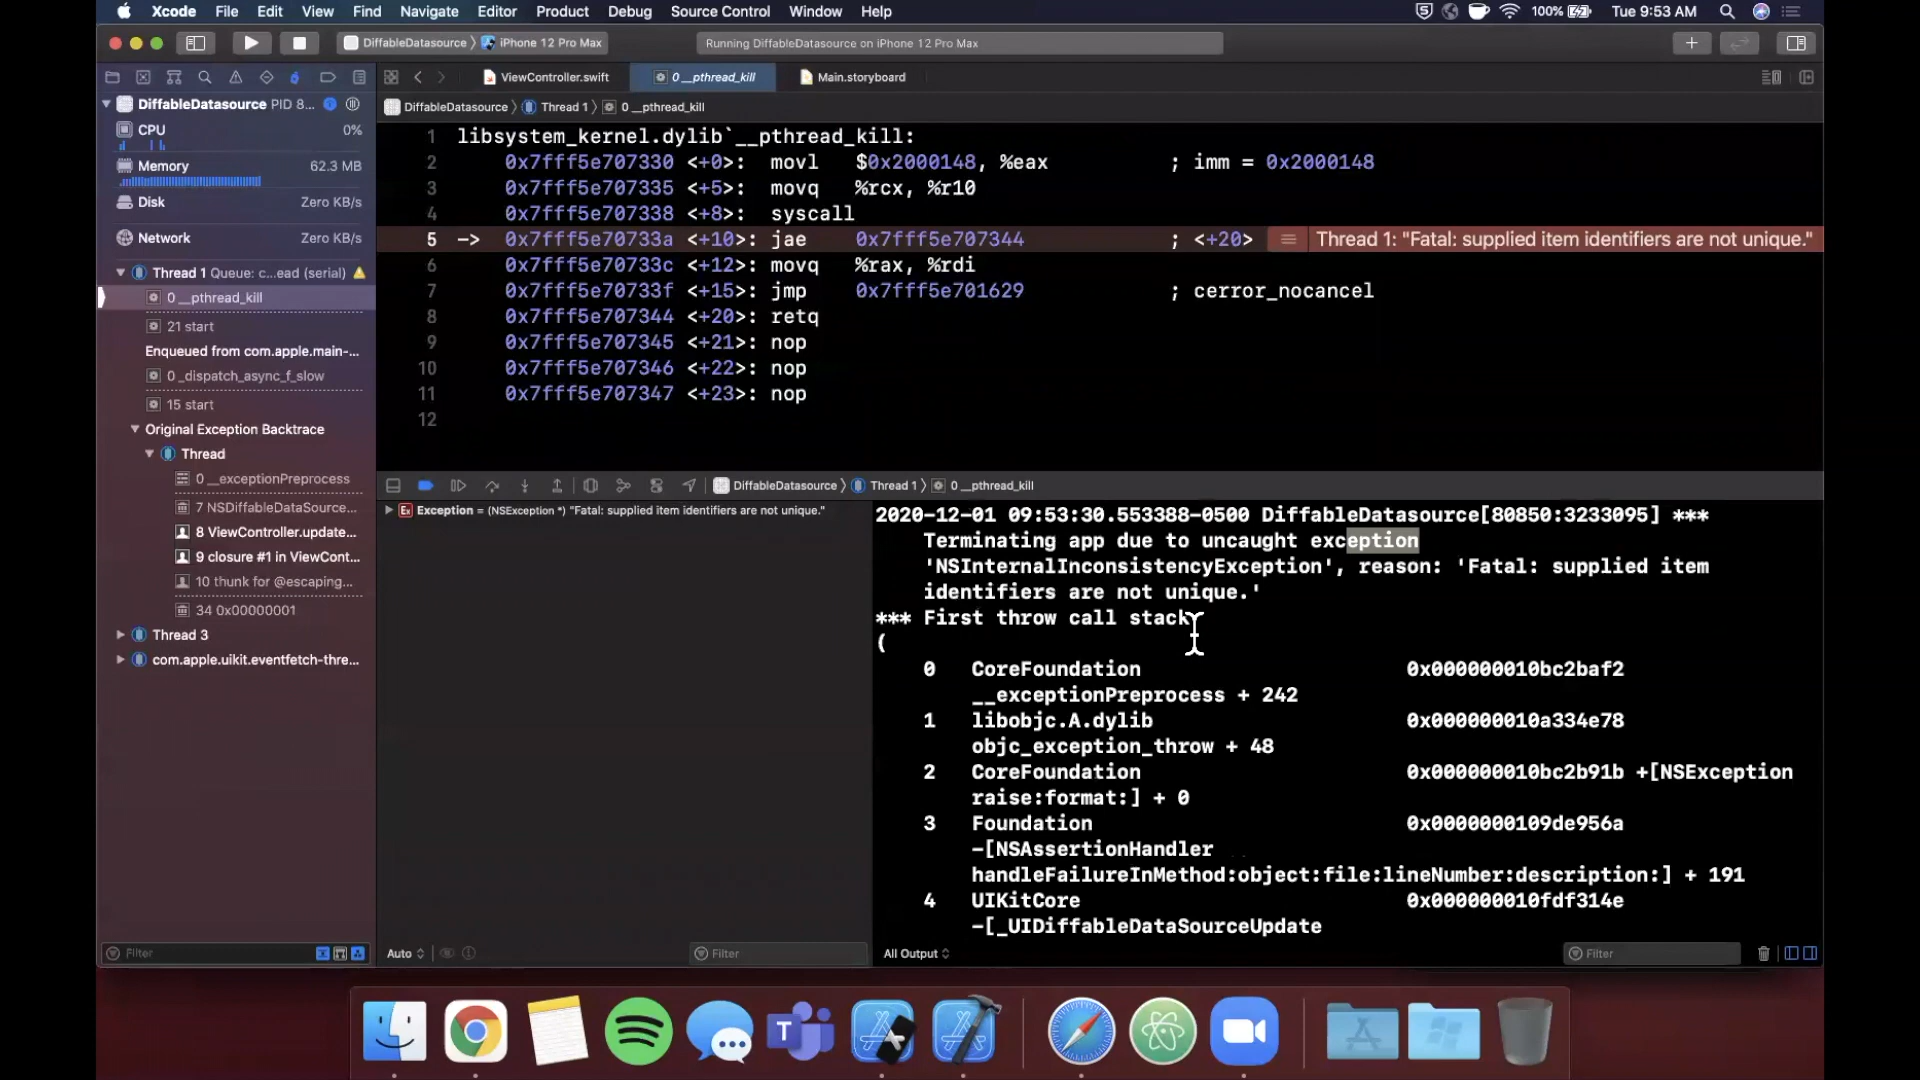 Xcode File Edit View Find Navigate Editor Product Debug Source Control Window Help
100% Tue 9:53 AM
DiffableDatasource iPhone 12 Pro Max
Running DiffableDatasource on iPhone 12 Pro Max
ViewController.swift
0 __pthread_kill
Main.storyboard
DiffableDatasource Thread 1 0 __pthread_kill
DiffableDatasource PID 8...
CPU 0%
Memory 62.3 MB
Disk Zero KB/s
Network Zero KB/s
Thread 1 Queue: c...ead (serial)
0 __pthread_kill
21 start
Enqueued from com.apple.main-...
0 _dispatch_async_f_slow
15 start
Original Exception Backtrace
Thread
0 __exceptionPreprocess
7 NSDiffableDataSource...
8 ViewController.update...
9 closure #1 in ViewCont...
10 thunk for @escaping...
34 0x00000001
Thread 3
com.apple.uikit.eventfetch-thre...
Filter
1 libsystem_kernel.dylib`__pthread_kill:
2 0x7fff5e707330 <+0>: movl $0x2000148, %eax ; imm = 0x2000148
3 0x7fff5e707335 <+5>: movq %rcx, %r10
4 0x7fff5e707338 <+8>: syscall
5 -> 0x7fff5e70733a <+10>: jae 0x7fff5e707344 ; <+20> Thread 1: "Fatal: supplied item identifiers are not unique."
6 0x7fff5e70733c <+12>: movq %rax, %rdi
7 0x7fff5e70733f <+15>: jmp 0x7fff5e701629 ; cerror_nocancel
8 0x7fff5e707344 <+20>: retq
9 0x7fff5e707345 <+21>: nop
10 0x7fff5e707346 <+22>: nop
11 0x7fff5e707347 <+23>: nop
12
DiffableDatasource Thread 1 0 __pthread_kill
Exception = (NSException *) "Fatal: supplied item identifiers are not unique."
Auto
Filter
2020-12-01 09:53:30.553388-0500 DiffableDatasource[80850:3233095] ***
Terminating app due to uncaught exception
'NSInternalInconsistencyException', reason: 'Fatal: supplied item
identifiers are not unique.'
*** First throw call stack
(
0 CoreFoundation 0x000000010bc2baf2
__exceptionPreprocess + 242
1 libobjc.A.dylib 0x000000010a334e78
objc_exception_throw + 48
2 CoreFoundation 0x000000010bc2b91b +[NSException
raise:format:] + 0
3 Foundation 0x0000000109de956a
-[NSAssertionHandler
handleFailureInMethod:object:file:lineNumber:description:] + 191
4 UIKitCore 0x000000010fdf314e
-[_UIDiffableDataSourceUpdate
All Output
Filter